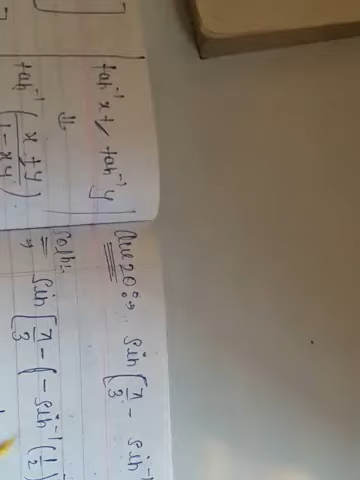 tan⁻¹x + tan⁻¹y
⇓
tan⁻¹(x+y / 1-xy)
Que 20:→ Sin[π/3 - Sin⁻¹
Solⁿ:
⇒ Sin[π/3 - (-Sin⁻¹(1/2)